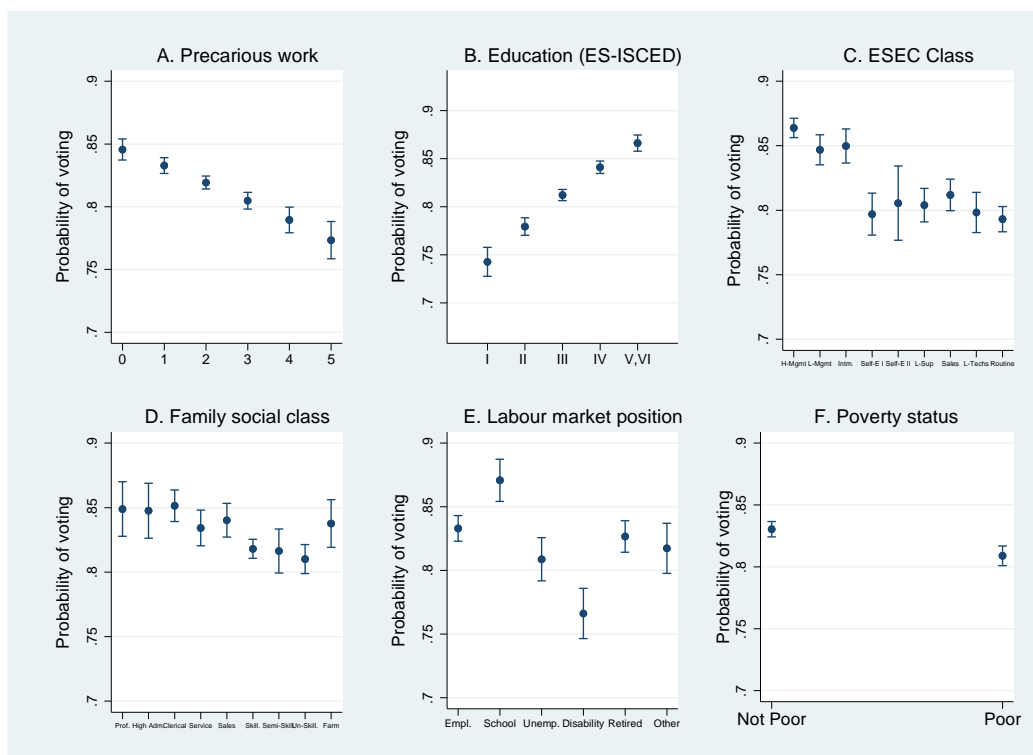 A. Precarious work
Probability of voting
.9
.85
.8
.75
.7
0 1 2 3 4 5
B. Education (ES-ISCED)
Probability of voting
.9
.85
.8
.75
.7
I II III IV V,VI
C. ESEC Class
Probability of voting
.9
.85
.8
.75
.7
H-Mgmt L-Mgmt Intm. Self-E I Self-E II L-Sup Sales L-Techs Routine
D. Family social class
Probability of voting
.9
.85
.8
.75
.7
Prof. High Adm. Clerical Service Sales Skill. Semi-Skill. Un-Skill. Farm
E. Labour market position
Probability of voting
.9
.85
.8
.75
.7
Empl. School Unemp. Disability Retired Other
F. Poverty status
Probability of voting
.9
.85
.8
.75
.7
Not Poor Poor